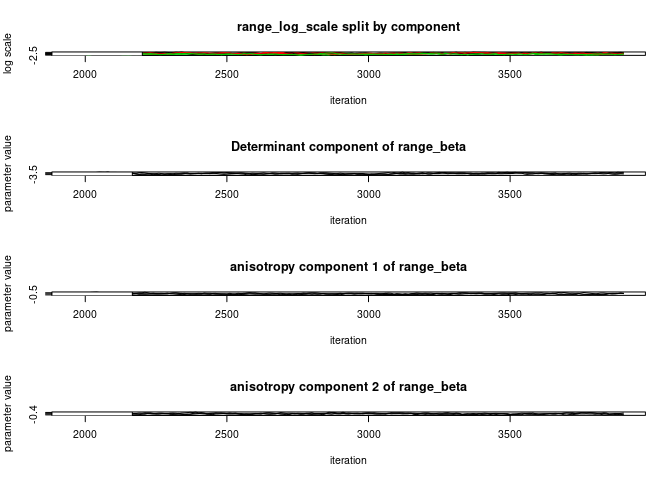 range_log_scale split by component
log scale
-2.5
2000 2500 3000 3500
iteration
Determinant component of range_beta
parameter value
-3.5
2000 2500 3000 3500
iteration
anisotropy component 1 of range_beta
parameter value
-0.5
2000 2500 3000 3500
iteration
anisotropy component 2 of range_beta
parameter value
-0.4
2000 2500 3000 3500
iteration